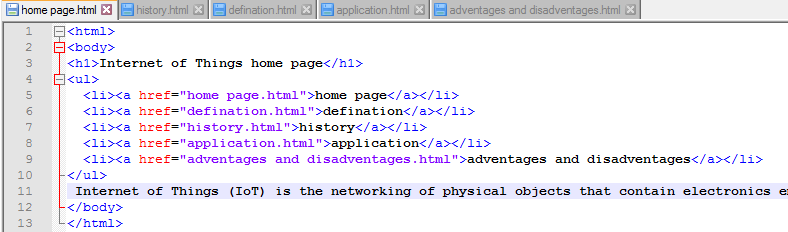 home page.html history.html defination.html application.html adventages and disadventages.html
1 <html>
2 <body>
3 <h1>Internet of Things home page</h1>
4 <ul>
5 <li><a href="home page.html">home page</a></li>
6 <li><a href="defination.html">defination</a></li>
7 <li><a href="history.html">history</a></li>
8 <li><a href="application.html">application</a></li>
9 <li><a href="adventages and disadventages.html">adventages and disadventages</a></li>
10 </ul>
11 Internet of Things (IoT) is the networking of physical objects that contain electronics
12 </body>
13 </html>